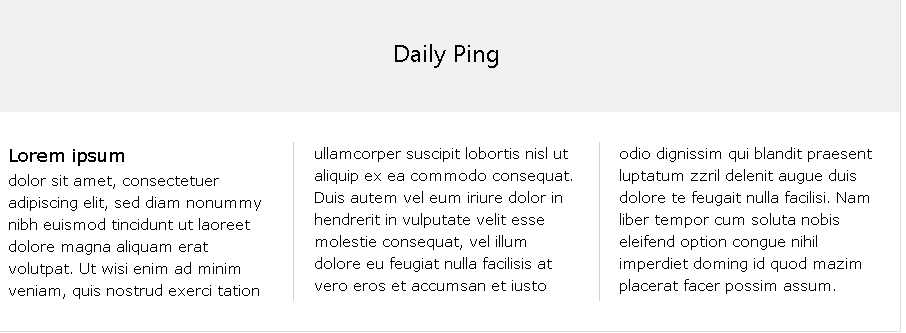 Daily Ping
Lorem ipsum
dolor sit amet, consectetuer
adipiscing elit, sed diam nonummy
nibh euismod tincidunt ut laoreet
dolore magna aliquam erat
volutpat. Ut wisi enim ad minim
veniam, quis nostrud exerci tation
ullamcorper suscipit lobortis nisl ut
aliquip ex ea commodo consequat.
Duis autem vel eum iriure dolor in
hendrerit in vulputate velit esse
molestie consequat, vel illum
dolore eu feugiat nulla facilisis at
vero eros et accumsan et iusto
odio dignissim qui blandit praesent
luptatum zzril delenit augue duis
dolore te feugait nulla facilisi. Nam
liber tempor cum soluta nobis
eleifend option congue nihil
imperdiet doming id quod mazim
placerat facer possim assum.